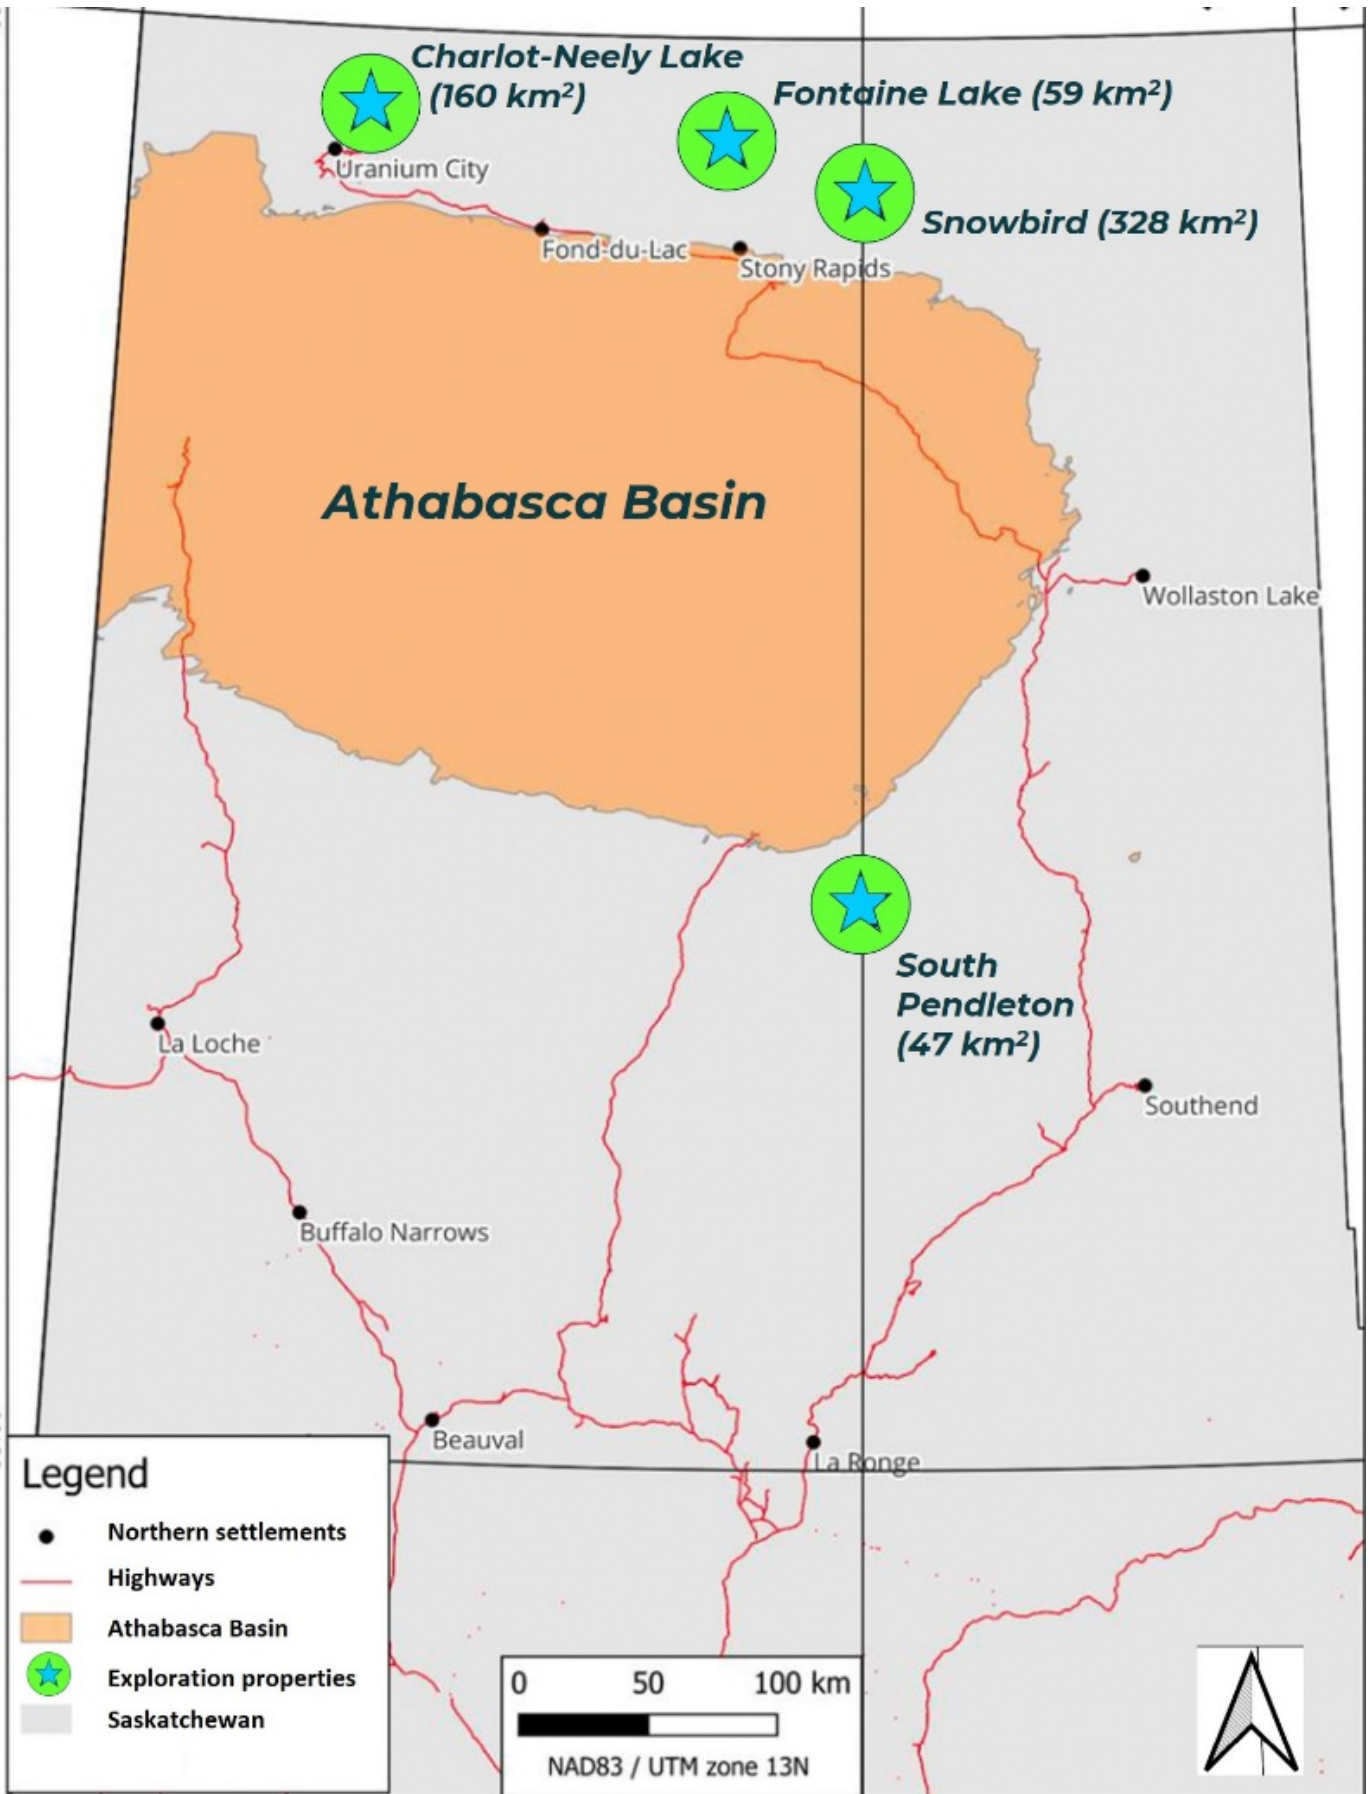 Charlot-Neely Lake
(160 km²)
Fontaine Lake (59 km²)
Uranium City
Snowbird (328 km²)
Fond-du-Lac
Stony Rapids
Athabasca Basin
Wollaston Lake
South
Pendleton
(47 km²)
La Loche
Southend
Buffalo Narrows
Beauval
La Ronge
Legend
Northern settlements
Highways
Athabasca Basin
Exploration properties
Saskatchewan
0 50 100 km
NAD83 / UTM zone 13N